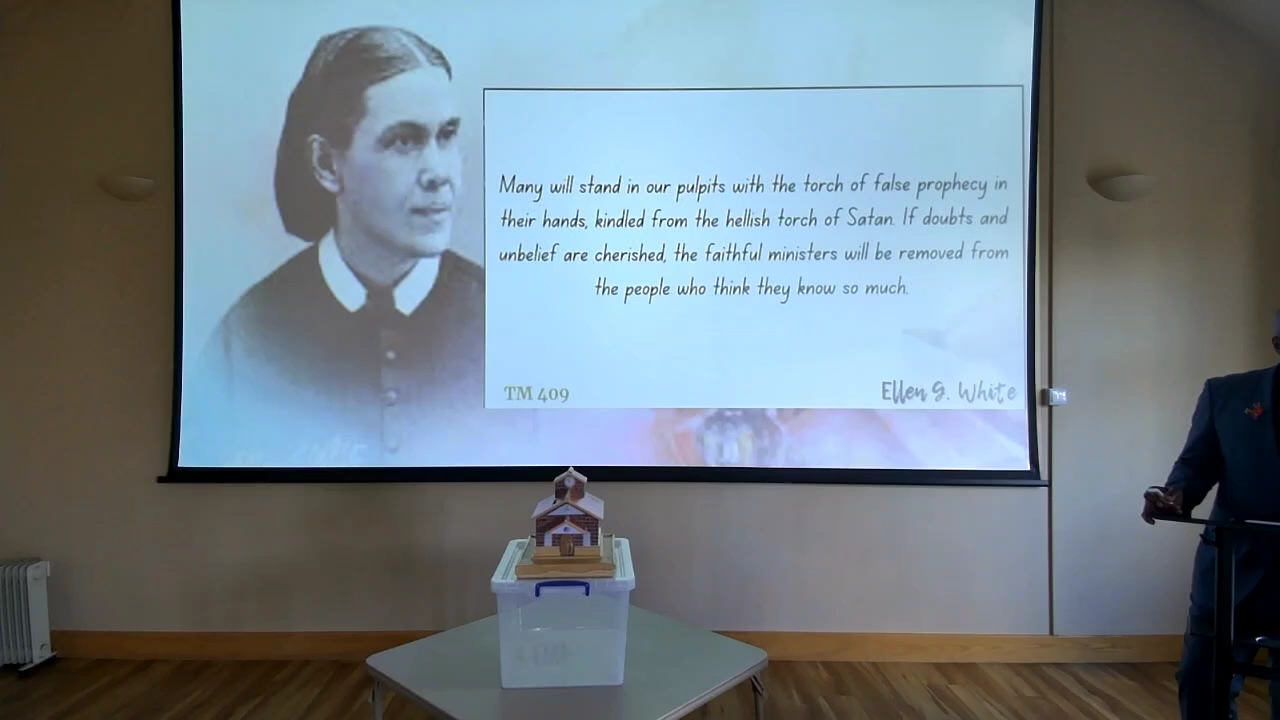 Many will stand in our pulpits with the torch of false prophecy in
their hands, kindled from the hellish torch of Satan. If doubts and
unbelief are cherished, the faithful ministers will be removed from
the people who think they know so much.
TM 409
Ellen G. White